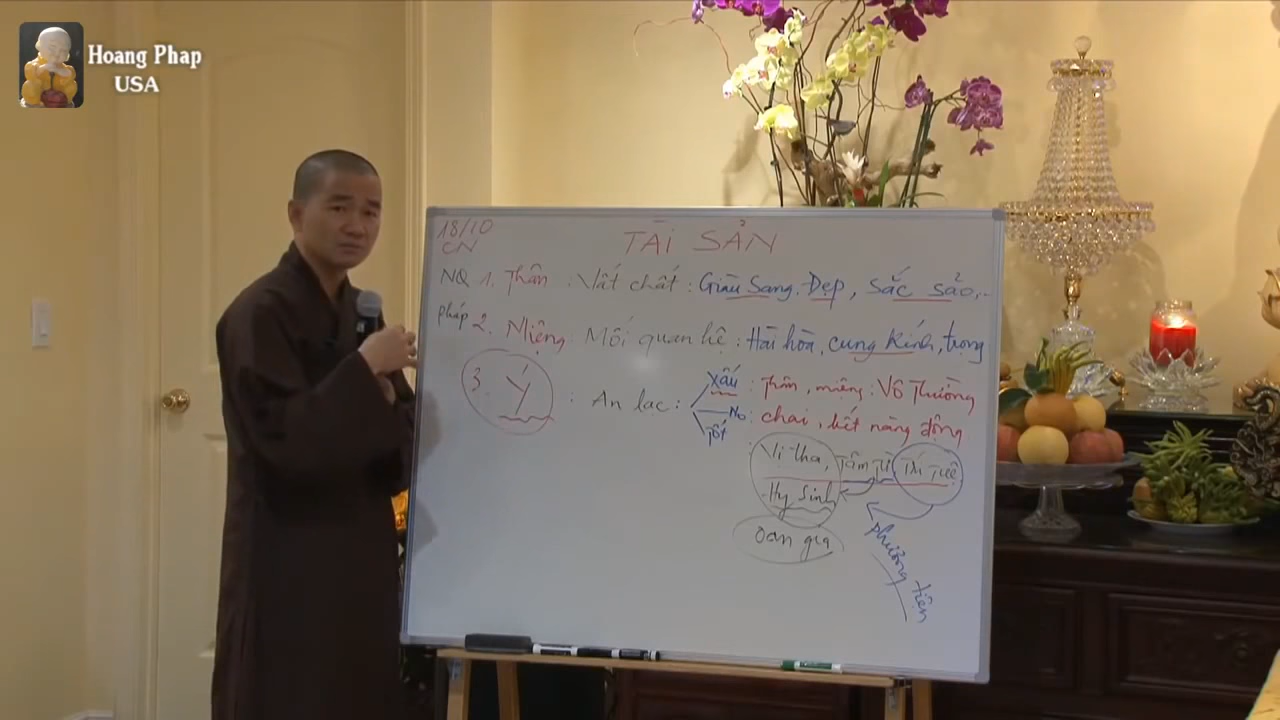 Hoang Phap
USA
18/10
CN
TÀI SẢN
NQ 1. Thân : Vất chất : Giàu Sang. Đẹp, Sắc sảo...
pháp 2. Miệng : Mối quan hệ : Hài hòa, cung kính, trọng
3. Ý : An lạc :
Xấu : Thân, miệng : Vô Thường
No chai, bất năng động
Tốt
Vị tha, Tâm Từ Trí Tuệ
Hy Sinh
oan gia
phương tiện